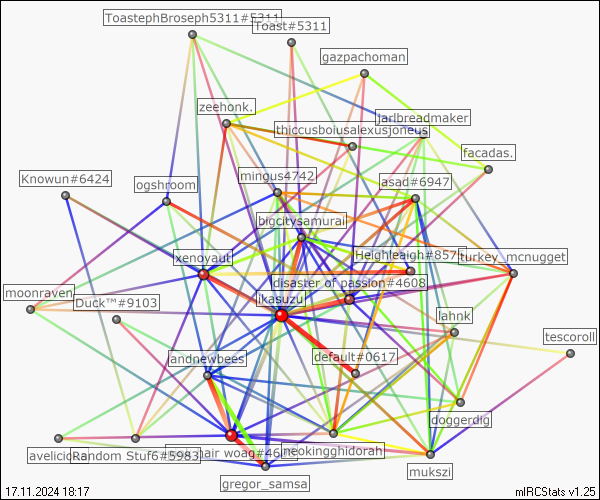 ToastephBroseph5311#5311
Toast#5311
gazpachoman
zeehonk.
jarlbreadmaker
thiccusboiusalexusjoneus
facadas.
Knowun#6424
ogshroom
mingus4742
asad#6947
bigcitysamurai
xenoyaut
Heighleagh#857
turkey_mcnugget
disaster of passion#4608
moonraven
Duck™#9103
ikasuzu
lahnk
tescoroll
andnewbees
default#0617
doggerdig
avelicio
Random Stuf6#5983
hair woag#46
neokingghidorah
mukszi
gregor_samsa
17.11.2024 18:17
mIRCStats v1.25